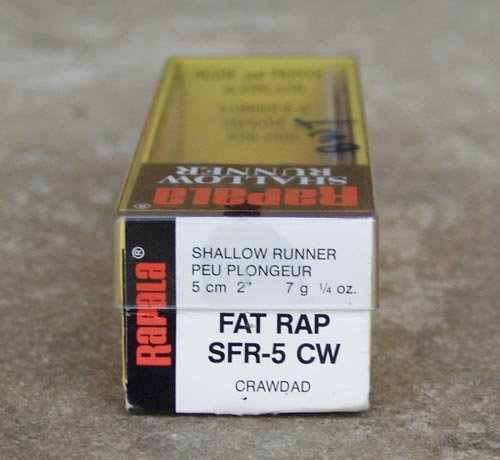 Rapala®
SHALLOW
RUNNER
Rapala®
SHALLOW RUNNER
PEU PLONGEUR
5 cm 2" 7 g 1/4 oz.
FAT RAP
SFR-5 CW
CRAWDAD